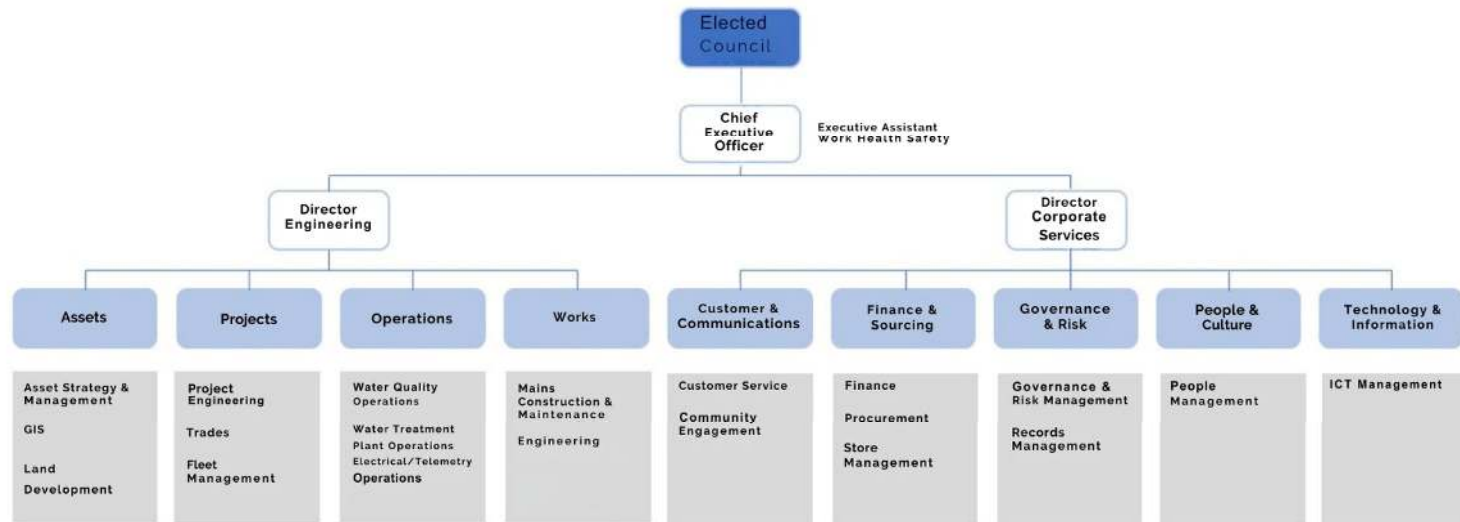 Elected
Council
Chief
Executive
Officer
Executive Assistant
Work Health Safety
Director
Engineering
Director
Corporate
Services
Assets
Projects
Operations
Works
Customer &
Communications
Finance &
Sourcing
Governance
& Risk
People &
Culture
Technology &
Information
Asset Strategy &
Management
GIS
Land
Development
Project
Engineering
Trades
Fleet
Management
Water Quality
Operations
Water Treatment
Plant Operations
Electrical/Telemetry
Operations
Mains
Construction &
Maintenance
Engineering
Customer Service
Community
Engagement
Finance
Procurement
Store
Management
Governance &
Risk Management
Records
Management
People
Management
ICT Management